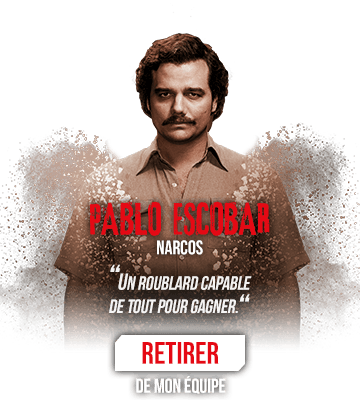 PABLO ESCOBAR
NARCOS
“UN ROUBLARD CAPABLE
DE TOUT POUR GAGNER.“
RETIRER
DE MON ÉQUIPE